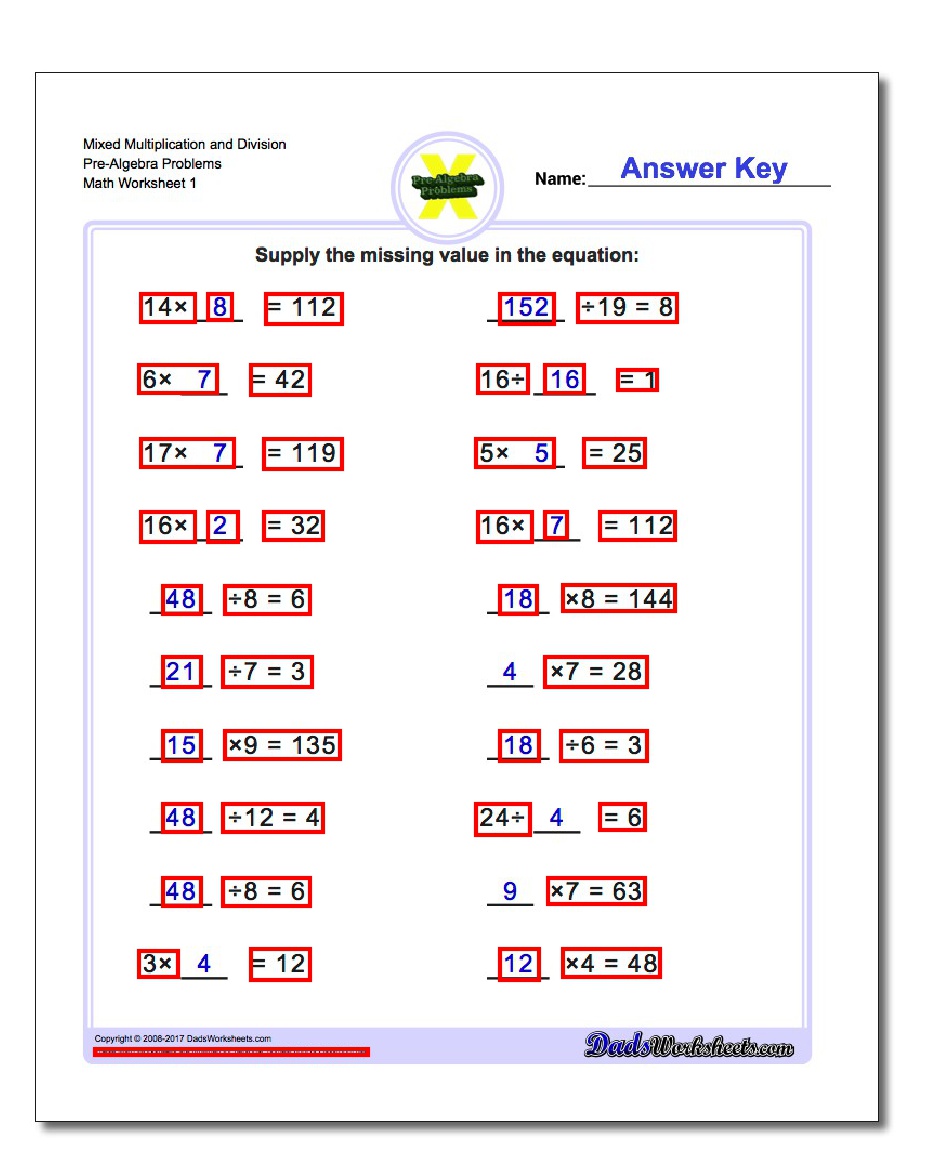 Mixed Multiplication and Division
Pre-Algebra Problems
Math Worksheet 1
Pre-Algebra
Problems
Name: Answer Key
Supply the missing value in the equation:
14× 8 = 112 152 ÷19 = 8
6× 7 = 42 16÷ 16 = 1
17× 7 = 119 5× 5 = 25
16× 2 = 32 16× 7 = 112
48 ÷8 = 6 18 ×8 = 144
21 ÷7 = 3 4 ×7 = 28
15 ×9 = 135 18 ÷6 = 3
48 ÷12 = 4 24÷ 4 = 6
48 ÷8 = 6 9 ×7 = 63
3× 4 = 12 12 ×4 = 48
Copyright © 2008-2017 DadsWorksheets.com
DadsWorksheets.com